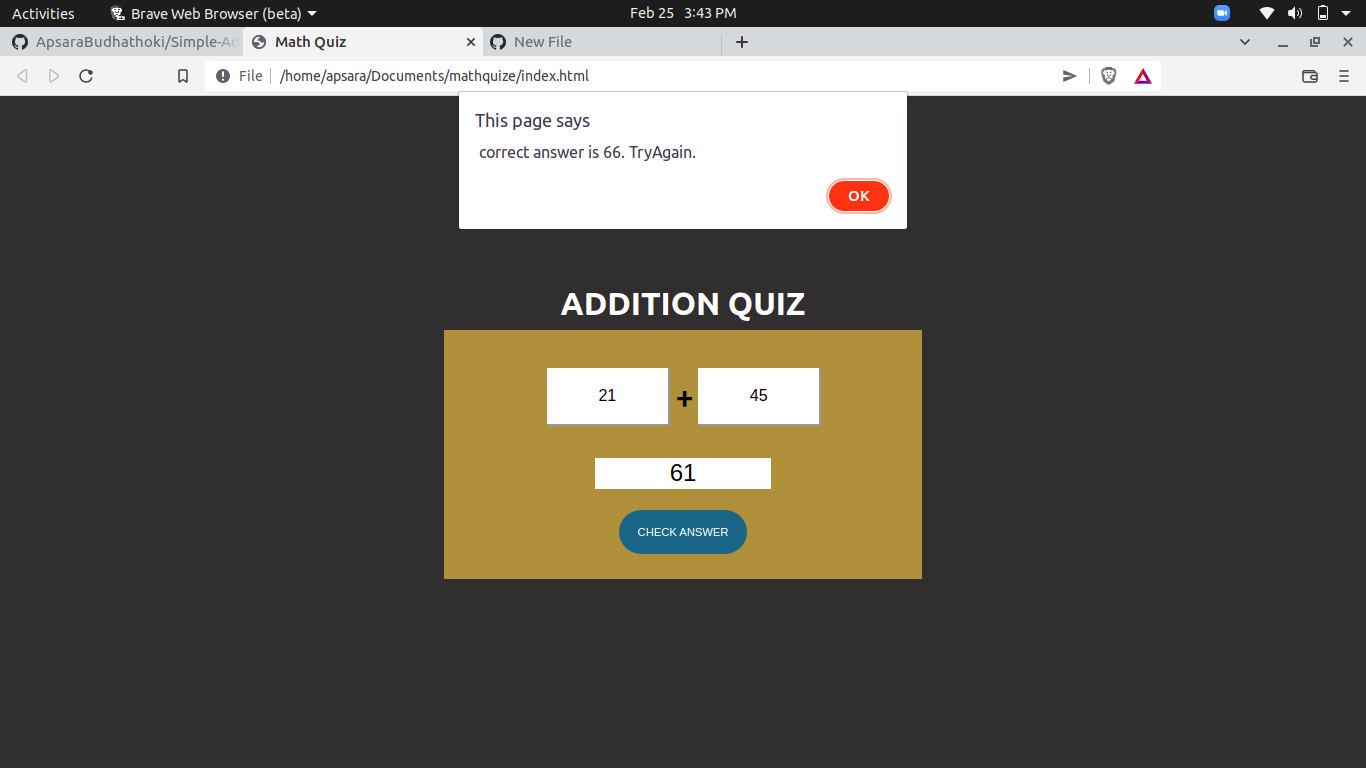 Activities Brave Web Browser (beta) Feb 25 3:43 PM
ApsaraBudhathoki/Simple-Ad Math Quiz New File
File /home/apsara/Documents/mathquize/index.html
This page says
correct answer is 66. TryAgain.
OK
ADDITION QUIZ
21 + 45
61
CHECK ANSWER